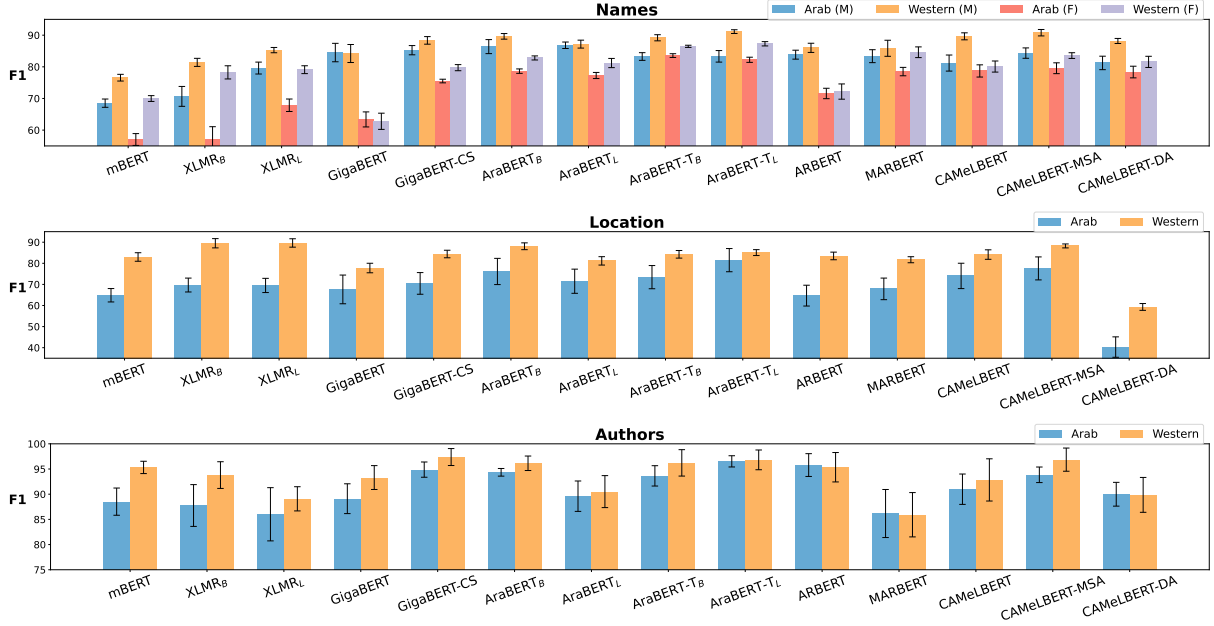 Names
Arab (M) Western (M) Arab (F) Western (F)
F1
90
80
70
60
mBERT XLMR_B XLMR_L GigaBERT GigaBERT-CS AraBERT_B AraBERT_L AraBERT-T_B AraBERT-T_L ARBERT MARBERT CAMeLBERT CAMeLBERT-MSA CAMeLBERT-DA
Location
Arab Western
F1
90
80
70
60
50
40
mBERT XLMR_B XLMR_L GigaBERT GigaBERT-CS AraBERT_B AraBERT_L AraBERT-T_B AraBERT-T_L ARBERT MARBERT CAMeLBERT CAMeLBERT-MSA CAMeLBERT-DA
Authors
Arab Western
F1
100
95
90
85
80
75
mBERT XLMR_B XLMR_L GigaBERT GigaBERT-CS AraBERT_B AraBERT_L AraBERT-T_B AraBERT-T_L ARBERT MARBERT CAMeLBERT CAMeLBERT-MSA CAMeLBERT-DA